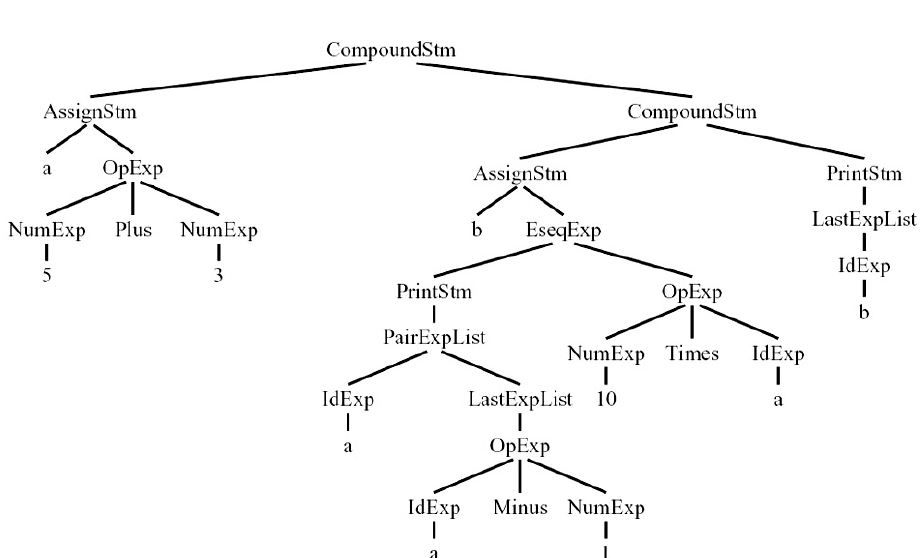 CompoundStm
AssignStm CompoundStm
a OpExp AssignStm PrintStm
NumExp Plus NumExp b EseqExp LastExpList
5 3 IdExp
PrintStm OpExp b
PairExpList
NumExp Times IdExp
IdExp LastExpList 10 a
a OpExp
IdExp Minus NumExp
a